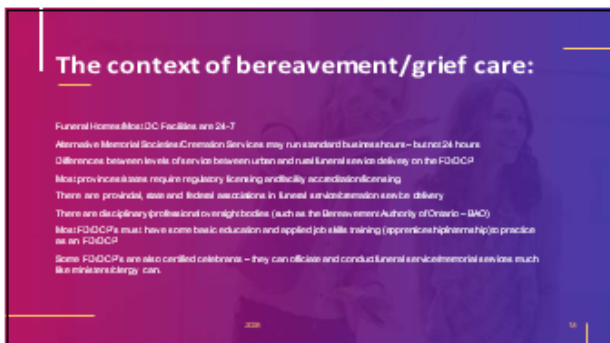 The context of bereavement/grief care:
Funeral Homes/Most DC Facilities are 24-7
Alternative Memorial Societies/Cremation Services may run standard business hours – but not 24 hours
Differences between levels of service between urban and rural funeral service delivery on the FD/DCP
Most provinces/states require regulatory licensing and facility accreditation/licensing
There are provincial, state and federal associations in funeral service/cremation service delivery
There are disciplinary/professional oversight bodies (such as the Bereavement Authority of Ontario – BAO)
Most FD/DCP's must have some basic education and applied job skills training (apprenticeship/internship) to practice
as an FD/DCP
Some FD/DCP's are also certified celebrants – they can officiate and conduct funeral service/memorial services much
like ministers/clergy can.